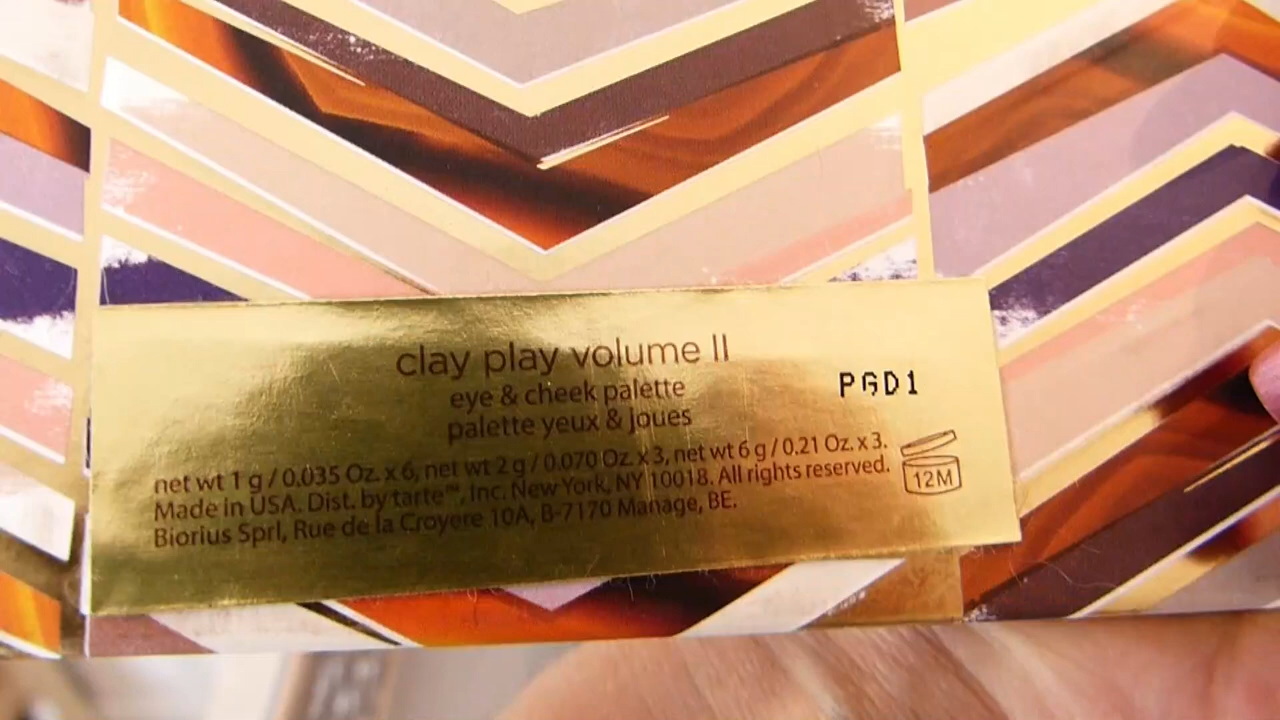 clay play volume II
eye & cheek palette
palette yeux & joues
PGD1
net wt 1 g / 0.035 Oz. x 6, net wt 2 g / 0.070 Oz. x 3, net wt 6 g / 0.21 Oz. x 3.
Made in USA. Dist. by tarte™, Inc. New York, NY 10018. All rights reserved.
Biorius Sprl, Rue de la Croyere 10A, B-7170 Manage, BE.
12M